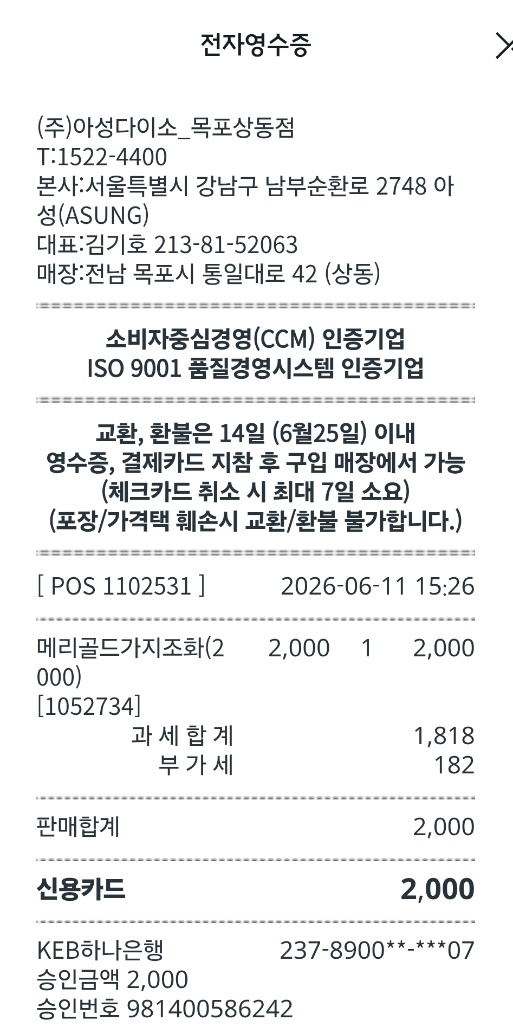 전자영수증
(주)아성다이소_목포상동점
T:1522-4400
본사:서울특별시 강남구 남부순환로 2748 아
성(ASUNG)
대표:김기호 213-81-52063
매장:전남 목포시 통일대로 42 (상동)
소비자중심경영(CCM) 인증기업
ISO 9001 품질경영시스템 인증기업
교환, 환불은 14일 (6월25일) 이내
영수증, 결제카드 지참 후 구입 매장에서 가능
(체크카드 취소 시 최대 7일 소요)
(포장/가격택 훼손시 교환/환불 불가합니다.)
[ POS 1102531 ] 2026-06-11 15:26
메리골드가지조화(2 2,000 1 2,000
000)
[1052734]
과 세 합 계 1,818
부 가 세 182
판매합계 2,000
신용카드 2,000
KEB하나은행 237-8900**-***07
승인금액 2,000
승인번호 981400586242